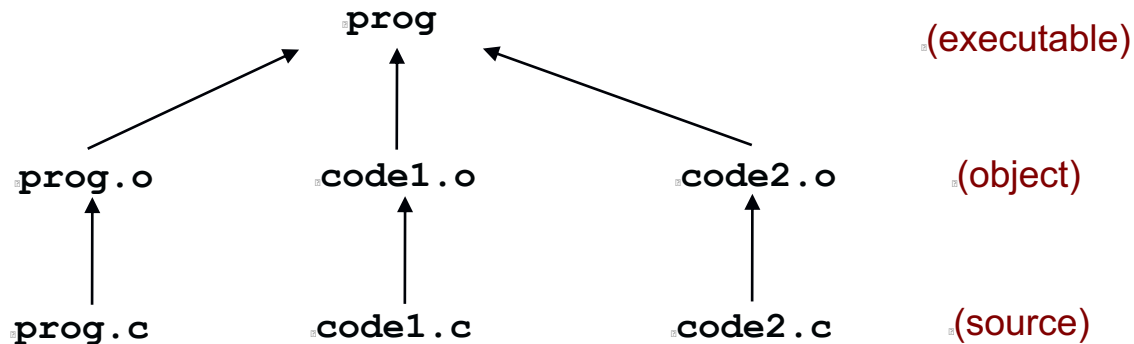 prog (executable)
prog.o code1.o code2.o (object)
prog.c code1.c code2.c (source)